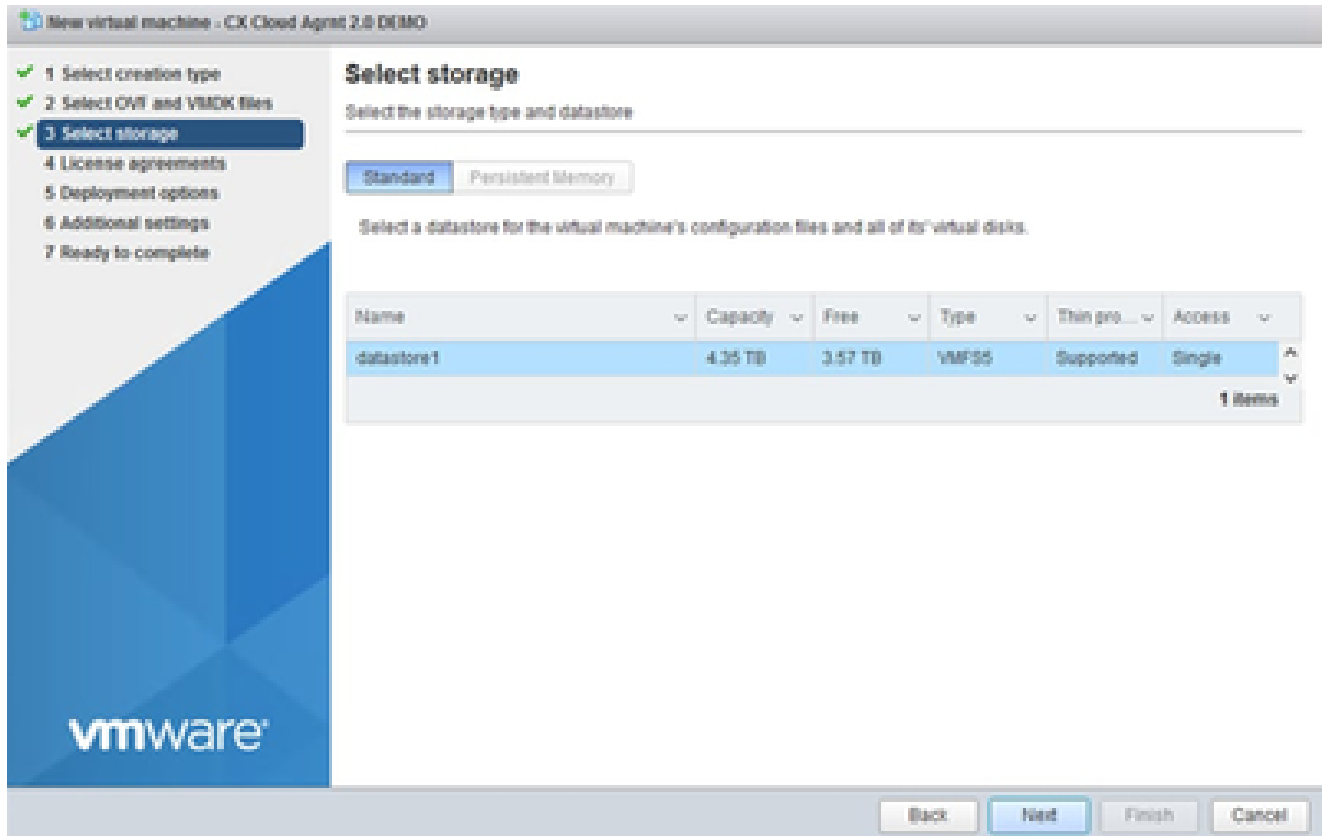 New virtual machine - CX Cloud Agrnt 2.0 DEMO
1 Select creation type
2 Select OVF and VMDK files
3 Select storage
4 License agreements
5 Deployment options
6 Additional settings
7 Ready to complete
vmware
Select storage
Select the storage type and datastore
Standard Persistent Memory
Select a datastore for the virtual machine's configuration files and all of its' virtual disks.
Name Capacity Free Type Thin pro... Access
datastore1 4.35 TB 3.57 TB VMFS5 Supported Single
1 items
Back Next Finish Cancel